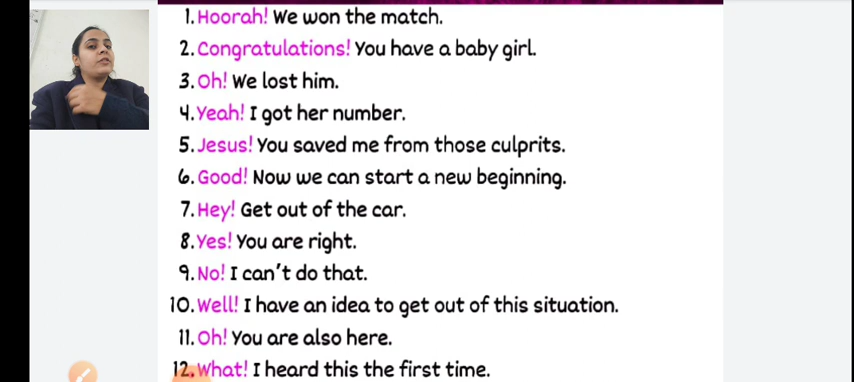 1. Hoorah! We won the match.
2. Congratulations! You have a baby girl.
3. Oh! We lost him.
4. Yeah! I got her number.
5. Jesus! You saved me from those culprits.
6. Good! Now we can start a new beginning.
7. Hey! Get out of the car.
8. Yes! You are right.
9. No! I can't do that.
10. Well! I have an idea to get out of this situation.
11. Oh! You are also here.
12. What! I heard this the first time.